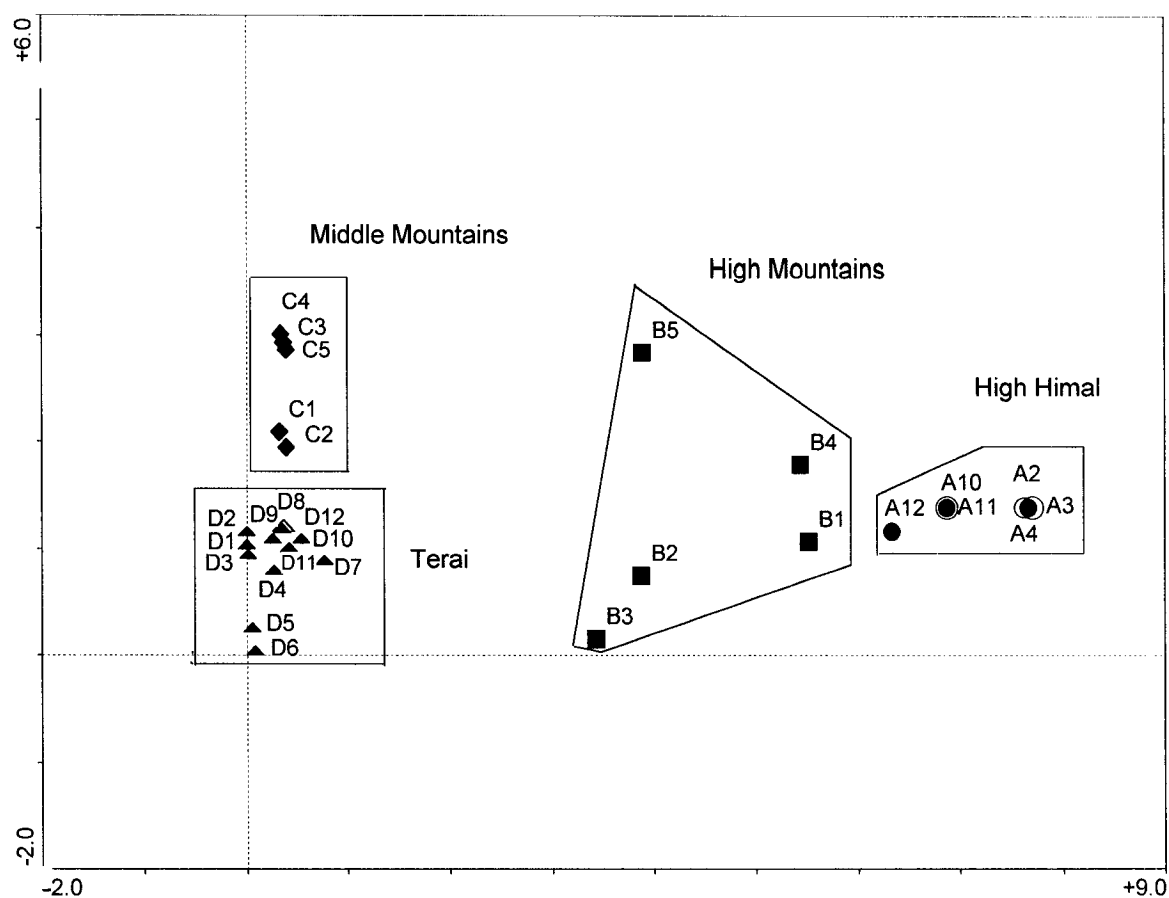 +6.0
Middle Mountains
High Mountains
C4
C3
C5
B5
High Himal
C1
C2
B4
A10
A2
A12
A11
A3
A4
D8
D2
D9
D12
D1
D10
B1
D3
D11
D7
Terai
B2
D4
D5
B3
D6
-2.0
-2.0
+9.0